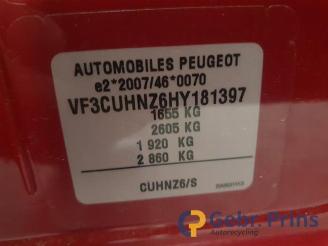 AUTOMOBILES PEUGEOT
e2*2007/46*0070
VF3CUHNZ6HY181397
1655 KG
2605 KG
1 920 KG
2 860 KG
CUHNZ6/S
Gebr. Prins
Autorecycling